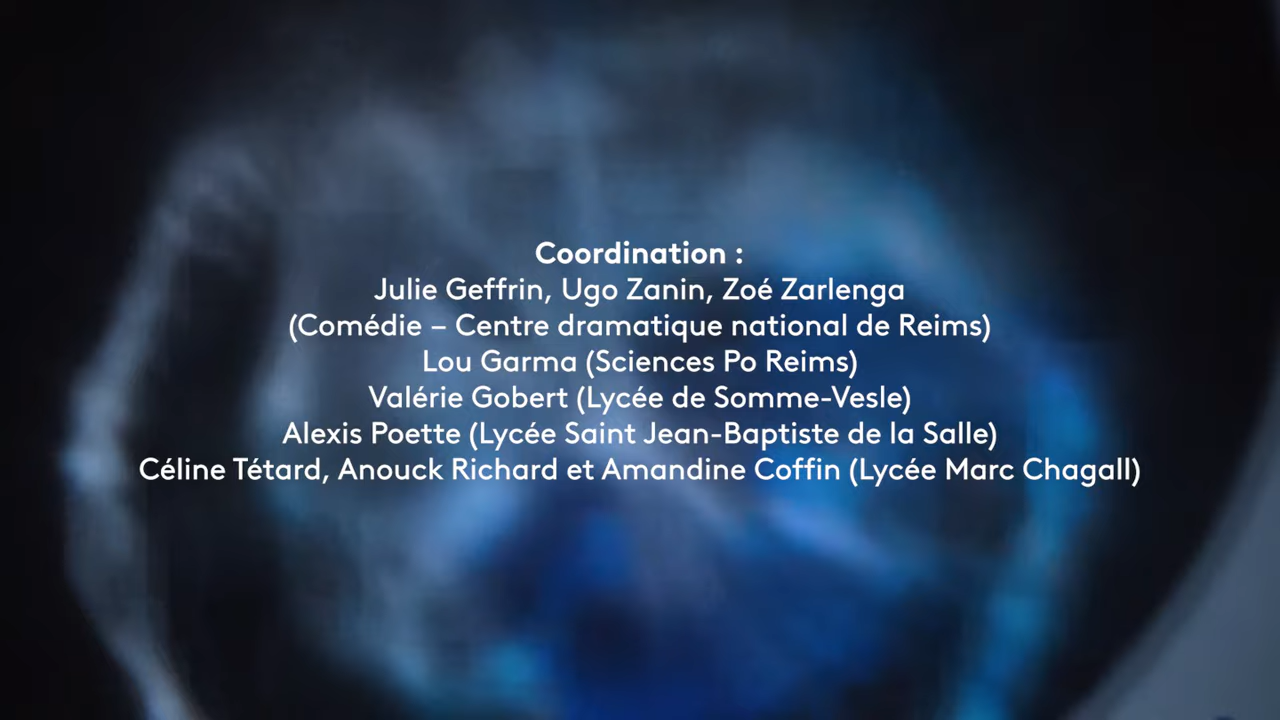 Coordination :
Julie Geffrin, Ugo Zanin, Zoé Zarlenga
(Comédie – Centre dramatique national de Reims)
Lou Garma (Sciences Po Reims)
Valérie Gobert (Lycée de Somme-Vesle)
Alexis Poette (Lycée Saint Jean-Baptiste de la Salle)
Céline Tétard, Anouck Richard et Amandine Coffin (Lycée Marc Chagall)